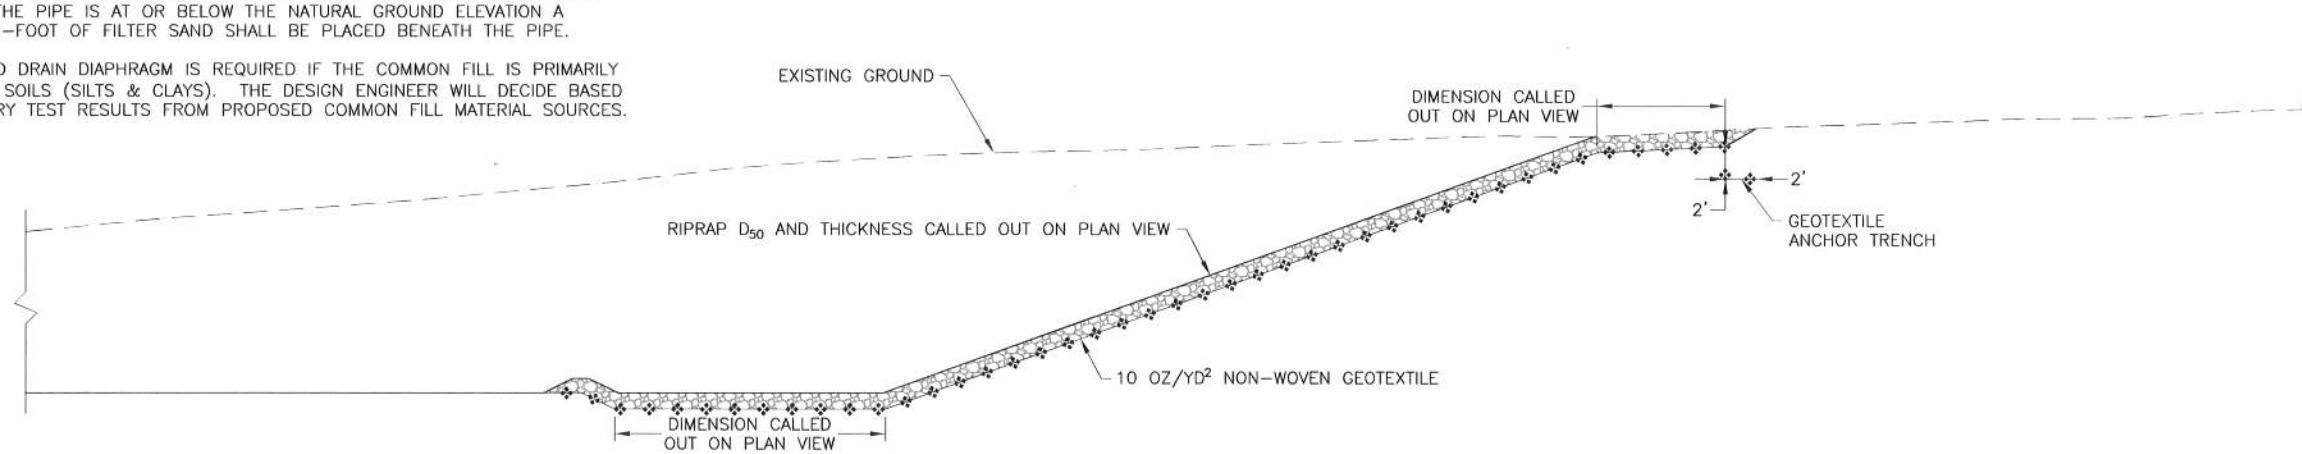 THE PIPE IS AT OR BELOW THE NATURAL GROUND ELEVATION A
-FOOT OF FILTER SAND SHALL BE PLACED BENEATH THE PIPE.
DRAIN DIAPHRAGM IS REQUIRED IF THE COMMON FILL IS PRIMARILY
SOILS (SILTS & CLAYS). THE DESIGN ENGINEER WILL DECIDE BASED
TEST RESULTS FROM PROPOSED COMMON FILL MATERIAL SOURCES.
EXISTING GROUND
DIMENSION CALLED
OUT ON PLAN VIEW
2'
2'
GEOTEXTILE
ANCHOR TRENCH
RIPRAP D₅₀ AND THICKNESS CALLED OUT ON PLAN VIEW
10 OZ/YD² NON-WOVEN GEOTEXTILE
DIMENSION CALLED
OUT ON PLAN VIEW